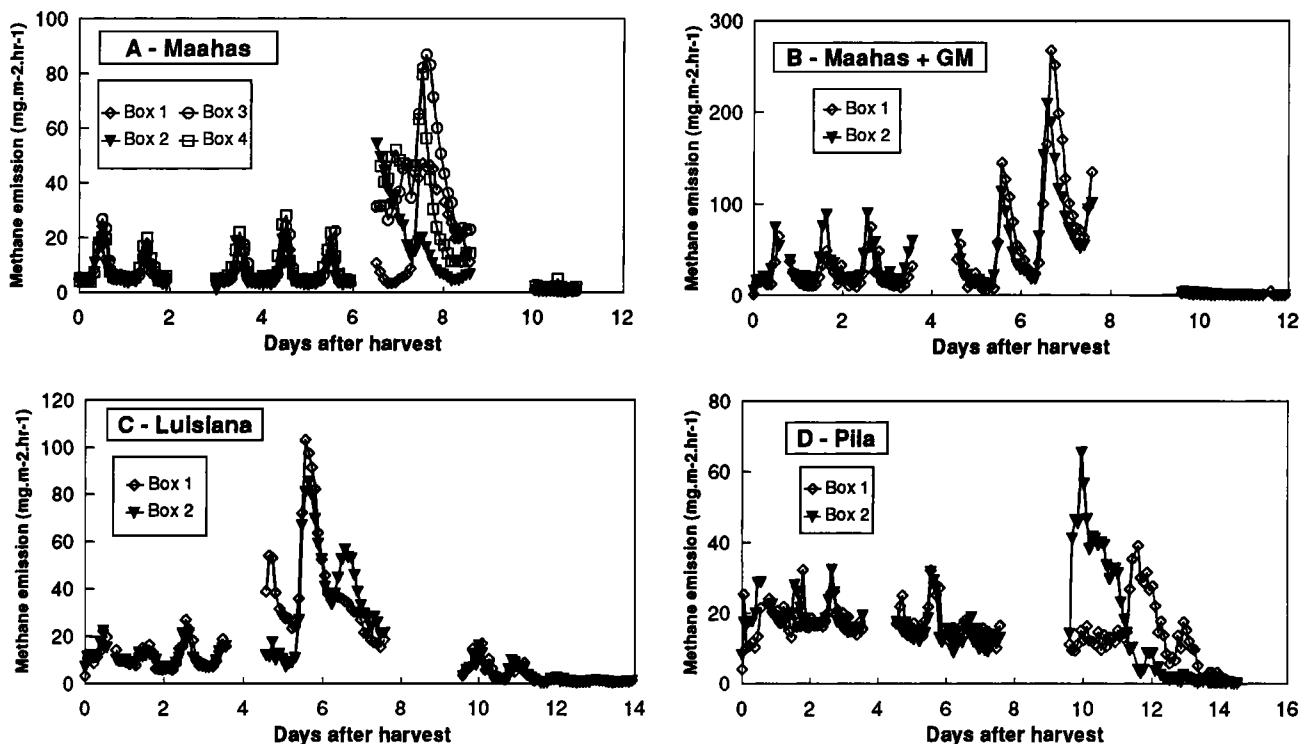 A - Maahas
Box 1 Box 3
Box 2 Box 4
Methane emission (mg.m-2.hr-1)
100
80
60
40
20
0
0 2 4 6 8 10 12
Days after harvest
B - Maahas + GM
Box 1
Box 2
Methane emission (mg.m-2.hr-1)
300
200
100
0
0 2 4 6 8 10 12
Days after harvest
C - Luisiana
Box 1
Box 2
Methane emission (mg.m-2.hr-1)
120
100
80
60
40
20
0
0 2 4 6 8 10 12 14
Days after harvest
D - Pila
Box 1
Box 2
Methane emission (mg.m-2.hr-1)
80
60
40
20
0
0 2 4 6 8 10 12 14 16
Days after harvest